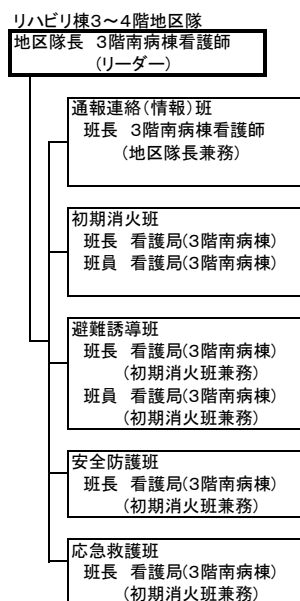 リハビリ棟３～４階地区隊
地区隊長 ３階南病棟看護師
(リーダー)
通報連絡(情報)班
班長 ３階南病棟看護師
(地区隊長兼務)
初期消火班
班長 看護局(３階南病棟)
班員 看護局(３階南病棟)
避難誘導班
班長 看護局(３階南病棟)
(初期消火班兼務)
班員 看護局(３階南病棟)
(初期消火班兼務)
安全防護班
班長 看護局(３階南病棟)
(初期消火班兼務)
応急救護班
班長 看護局(３階南病棟)
(初期消火班兼務)